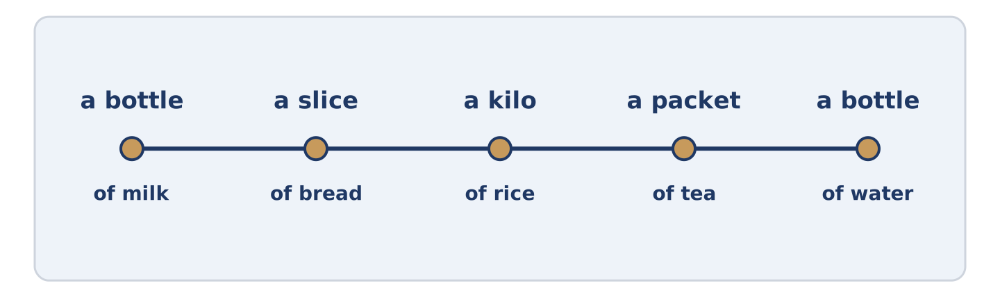 a bottle a slice a kilo a packet a bottle
of milk of bread of rice of tea of water